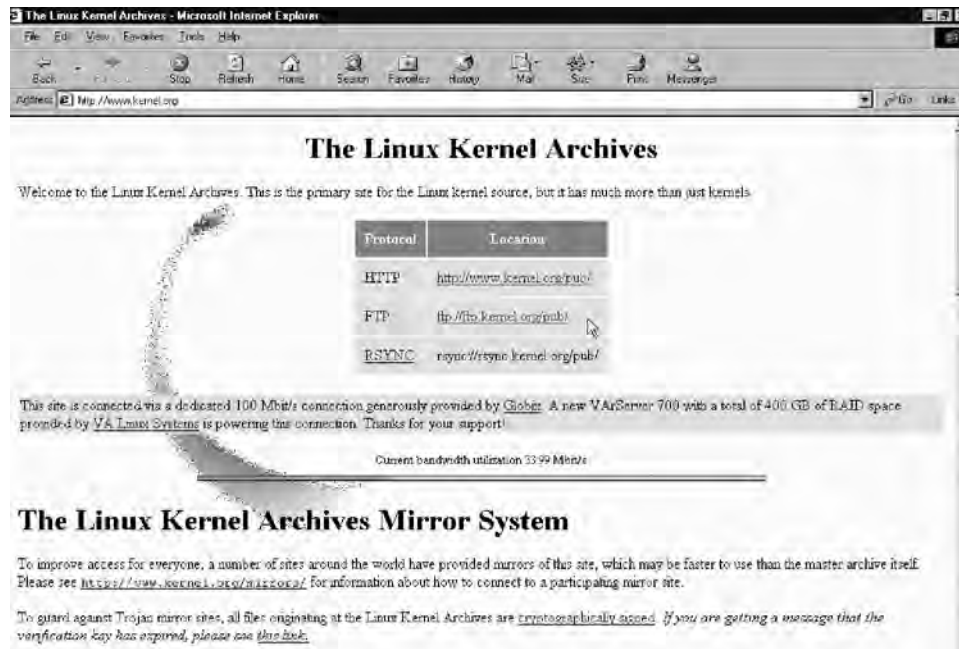 The Linux Kernel Archives - Microsoft Internet Explorer
File Edit View Favorites Tools Help
Back Stop Refresh Home Search Favorites History Mail Size Print Messenger
Address http://www.kernel.org Go Links
The Linux Kernel Archives
Welcome to the Linux Kernel Archives. This is the primary site for the Linux kernel source, but it has much more than just kernels.
Protocol Location
HTTP http://www.kernel.org/pub/
FTP ftp://ftp.kernel.org/pub/
RSYNC rsync://rsync.kernel.org/pub/
This site is connected via a dedicated 100 Mbit/s connection generously provided by Globix. A new VArServer 700 with a total of 400 GB of RAID space
provided by VA Linux Systems is powering this connection. Thanks for your support!
Current bandwidth utilization 33.99 Mbit/s
The Linux Kernel Archives Mirror System
To improve access for everyone, a number of sites around the world have provided mirrors of this site, which may be faster to use than the master archive itself.
Please see http://www.kernel.org/mirrors/ for information about how to connect to a participating mirror site.
To guard against Trojan mirror sites, all files originating at the Linux Kernel Archives are cryptographically signed. If you are getting a message that the
verification key has expired, please see this link.